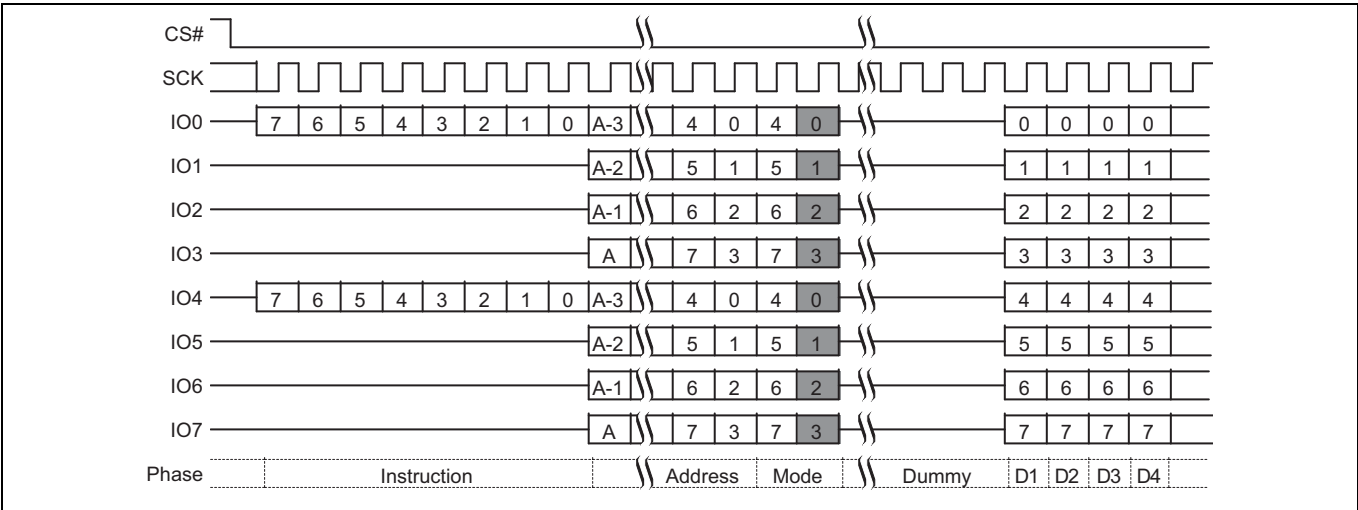 CS#
SCK
IO0 7 6 5 4 3 2 1 0 A-3 4 0 4 0 0 0 0 0
IO1 A-2 5 1 5 1 1 1 1 1
IO2 A-1 6 2 6 2 2 2 2 2
IO3 A 7 3 7 3 3 3 3 3
IO4 7 6 5 4 3 2 1 0 A-3 4 0 4 0 4 4 4 4
IO5 A-2 5 1 5 1 5 5 5 5
IO6 A-1 6 2 6 2 6 6 6 6
IO7 A 7 3 7 3 7 7 7 7
Phase Instruction Address Mode Dummy D1 D2 D3 D4